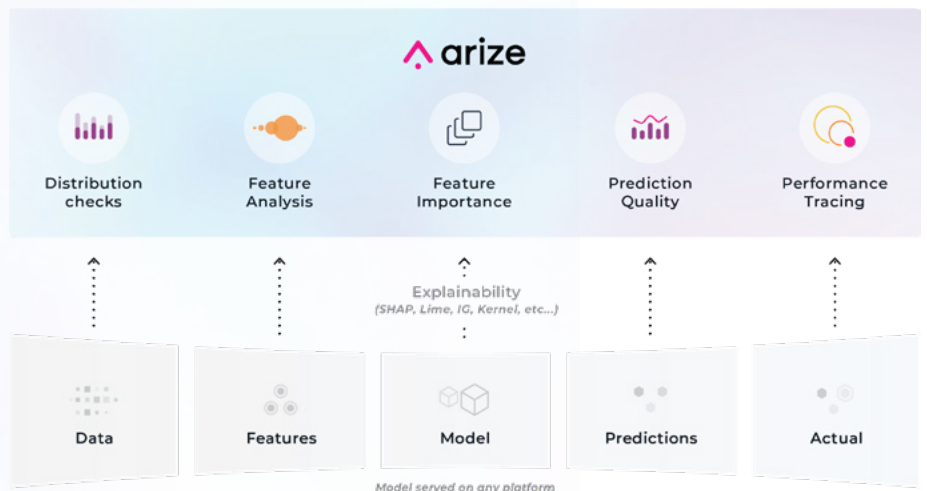 arize
Distribution
checks
Feature
Analysis
Feature
Importance
Prediction
Quality
Performance
Tracing
Explainability
(SHAP, Lime, IG, Kernel, etc...)
Data
Features
Model
Predictions
Actual
Model served on any platform